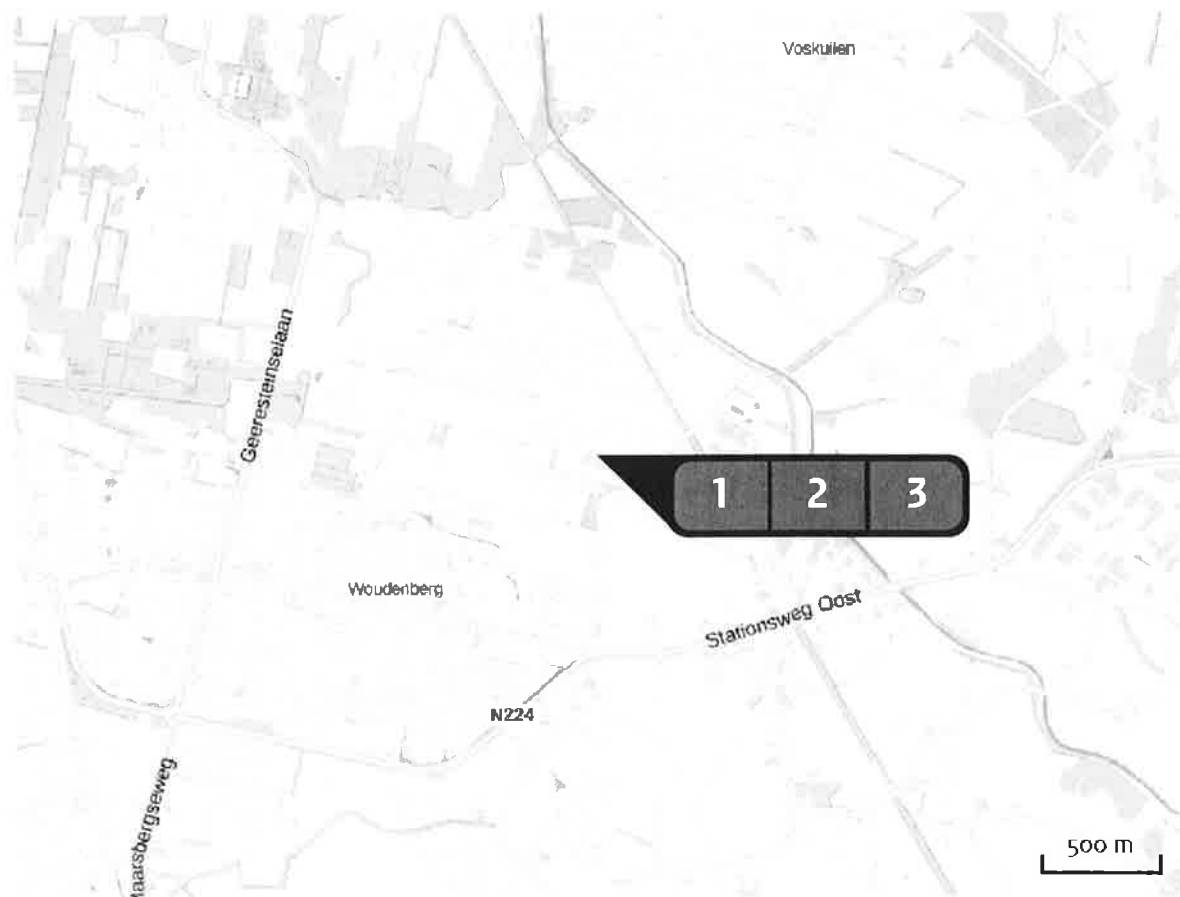 Voskuilen
Geeresteinselaan
1 2 3
Woudenberg
Stationsweg Oost
N224
Maarsbergseweg
500 m